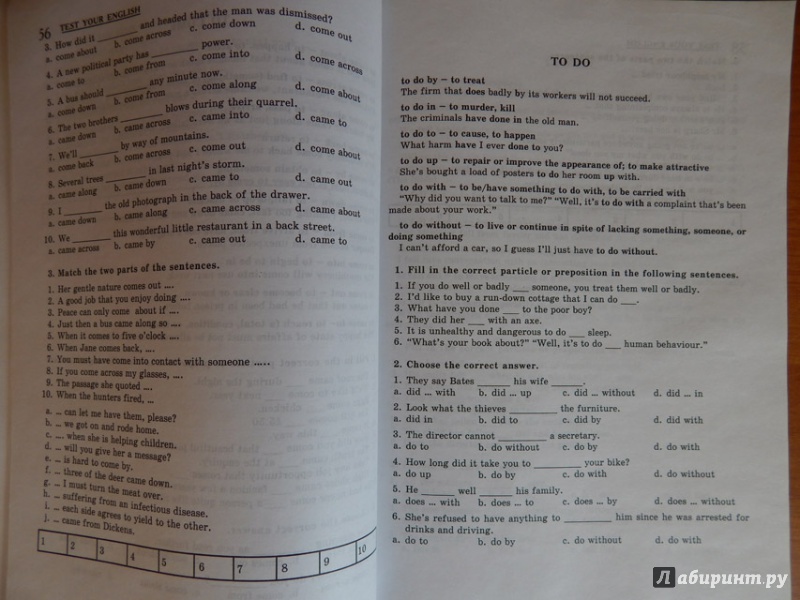 56 TEST YOUR ENGLISH
3. How did it ________ and headed that the man was dismissed?
a. come about b. come across c. come down d. come out
4. A new political party has ________ power.
a. come to b. come from c. come into d. come across
5. A bus should ________ any minute now.
a. come down b. come from c. come along d. come about
6. The two brothers ________ blows during their quarrel.
a. came down b. came across c. came into d. came to
7. We'll ________ by way of mountains.
a. come back b. come across c. come out d. come about
8. Several trees ________ in last night's storm.
a. came along b. came down c. came to d. came out
9. I ________ the old photograph in the back of the drawer.
a. came down b. came along c. came across d. came about
10. We ________ this wonderful little restaurant in a back street.
a. came across b. came by c. came out d. came to
3. Match the two parts of the sentences.
1. Her gentle nature comes out ....
2. A good job that you enjoy doing ....
3. Peace can only come about if ....
4. Just then a bus came along so ....
5. When it comes to five o'clock ....
6. When Jane comes back, ....
7. You must have come into contact with someone .....
8. If you come across my glasses, ....
9. The passage she quoted ....
10. When the hunters fired, ...
a. ... can let me have them, please?
b. ... we got on and rode home.
c. .... when she is helping children.
d. ... will you give her a message?
e. ... is hard to come by.
f. ... three of the deer came down.
g. ... I must turn the meat over.
h. ... suffering from an infectious disease.
i. ... each side agrees to yield to the other.
j. ... came from Dickens.
1 2 3 4 5 6 7 8 9 10
TO DO
to do by – to treat
The firm that does badly by its workers will not succeed.
to do in – to murder, kill
The criminals have done in the old man.
to do to – to cause, to happen
What harm have I ever done to you?
to do up – to repair or improve the appearance of; to make attractive
She's bought a load of posters to do her room up with.
to do with – to be/have something to do with, to be carried with
"Why did you want to talk to me?" "Well, it's to do with a complaint that's been
made about your work."
to do without – to live or continue in spite of lacking something, someone, or
doing something
I can't afford a car, so I guess I'll just have to do without.
1. Fill in the correct particle or preposition in the following sentences.
1. If you do well or badly ___ someone, you treat them well or badly.
2. I'd like to buy a run-down cottage that I can do ___.
3. What have you done ___ to the poor boy?
4. They did her ___ with an axe.
5. It is unhealthy and dangerous to do ___ sleep.
6. "What's your book about?" "Well, it's to do ___ human behaviour."
2. Choose the correct answer.
1. They say Bates ______ his wife ______.
a. did ... with b. did ... up c. did ... without d. did ... in
2. Look what the thieves ________ the furniture.
a. did in b. did to c. did by d. did with
3. The director cannot ________ a secretary.
a. do to b. do without c. do by d. do with
4. How long did it take you to ________ your bike?
a. do up b. do by c. do with d. do without
5. He ______ well ______ his family.
a. does ... with b. does ... to c. does ... by d. does ... without
6. She's refused to have anything to ________ him since he was arrested for
drinks and driving.
a. do to b. do by c. do without d. do with
Лабиринт.ру